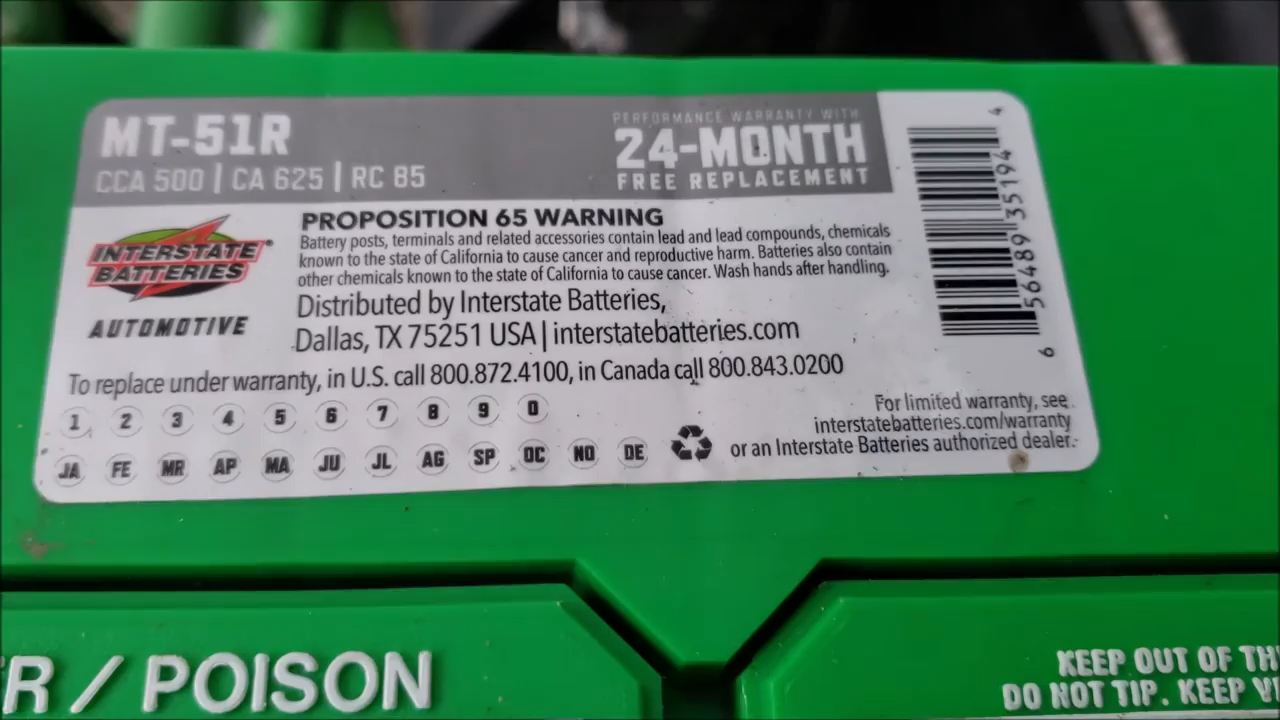 MT-51R
CCA 500 | CA 625 | RC 85
PERFORMANCE WARRANTY WITH
24-MONTH
FREE REPLACEMENT
INTERSTATE
BATTERIES®
AUTOMOTIVE
PROPOSITION 65 WARNING
Battery posts, terminals and related accessories contain lead and lead compounds, chemicals
known to the state of California to cause cancer and reproductive harm. Batteries also contain
other chemicals known to the state of California to cause cancer. Wash hands after handling.
Distributed by Interstate Batteries,
Dallas, TX 75251 USA | interstatebatteries.com
To replace under warranty, in U.S. call 800.872.4100, in Canada call 800.843.0200
1 2 3 4 5 6 7 8 9 0
JA FE MR AP MA JU JL AG SP OC NO DE
For limited warranty, see
interstatebatteries.com/warranty
or an Interstate Batteries authorized dealer.
6 56489 35194 4
R / POISON
KEEP OUT OF TH
DO NOT TIP. KEEP V